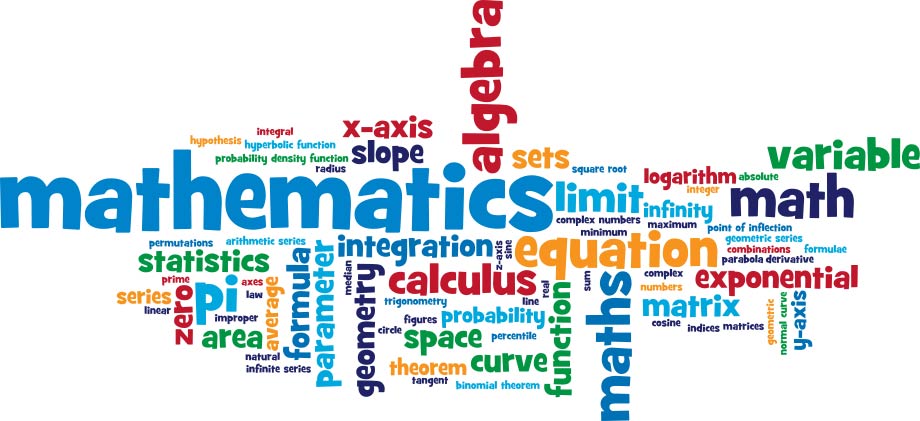 algebra
x-axis
integral
hypothesis
hyperbolic function
probability density function
slope
radius
sets
square root
variable
mathematics
limit
logarithm
absolute
integer
math
infinity
complex numbers
maximum
minimum
point of inflection
permutations
arithmetic series
integration
z-axis
sine
equation
geometric series
combinations
formulae
parabola
derivative
statistics
formular
parameter
median
geometry
calculus
real
sum
complex
numbers
exponential
prime
axes
series
zero
pi
law
average
linear
improper
trigonometry
line
function
maths
matrix
geometric
normal curve
y-axis
figures
probability
cosine
indices
matrices
area
circle
space
percentile
natural
infinite series
theorem
curve
tangent
binomial theorem